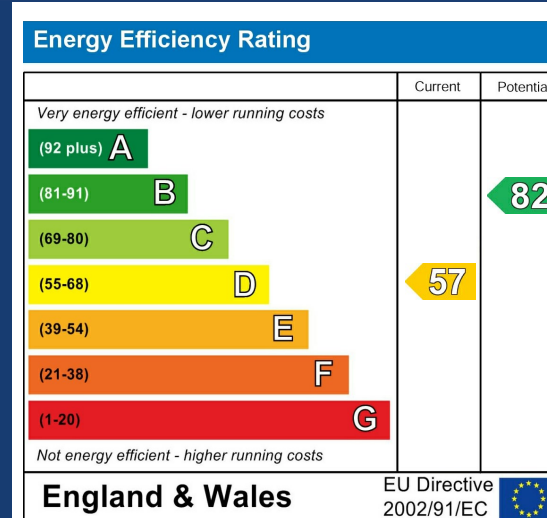 Energy Efficiency Rating
Current Potentia
Very energy efficient - lower running costs
(92 plus) A
(81-91) B
82
(69-80) C
(55-68) D
57
(39-54) E
(21-38) F
(1-20) G
Not energy efficient - higher running costs
England & Wales
EU Directive
2002/91/EC